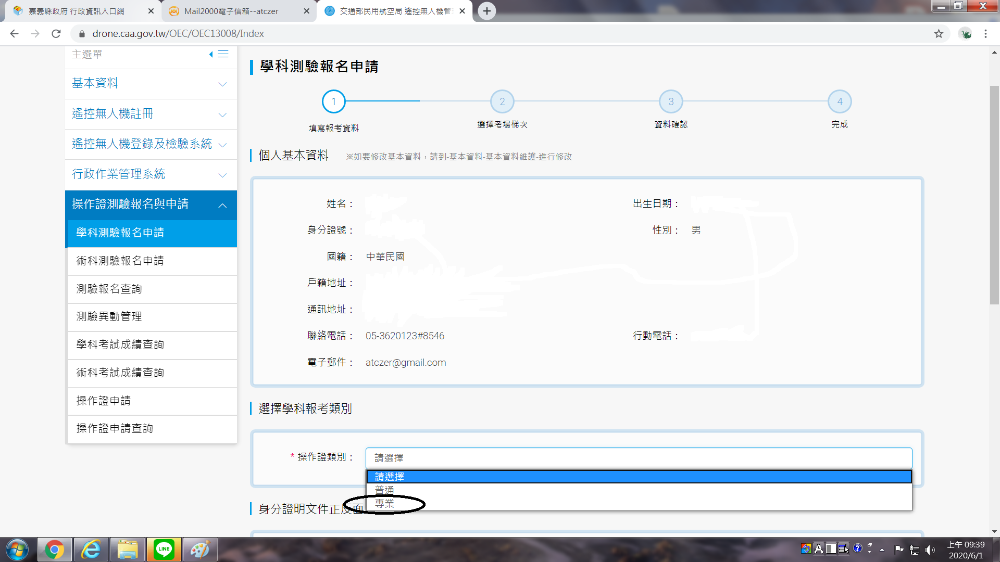 嘉義縣政府 行政資訊入口網
Mail2000電子信箱--atczer
交通部民用航空局 遙控無人機管
drone.caa.gov.tw/OEC/OEC13008/Index
主選單
基本資料
遙控無人機註冊
遙控無人機登錄及檢驗系統
行政作業管理系統
操作證測驗報名與申請
學科測驗報名申請
術科測驗報名申請
測驗報名查詢
測驗異動管理
學科考試成績查詢
術科考試成績查詢
操作證申請
操作證申請查詢
學科測驗報名申請
1
2
3
4
填寫報考資料
選擇考場梯次
資料確認
完成
個人基本資料 ※如要修改基本資料，請到-基本資料-基本資料維護-進行修改
姓名：
出生日期：
身分證號：
性別： 男
國籍： 中華民國
戶籍地址：
通訊地址：
聯絡電話： 05-3620123#8546
行動電話：
電子郵件： atczer@gmail.com
選擇學科報考類別
* 操作證類別： 請選擇
請選擇
普通
專業
身分證明文件正反面
LINE
A
上午 09:39
2020/6/1